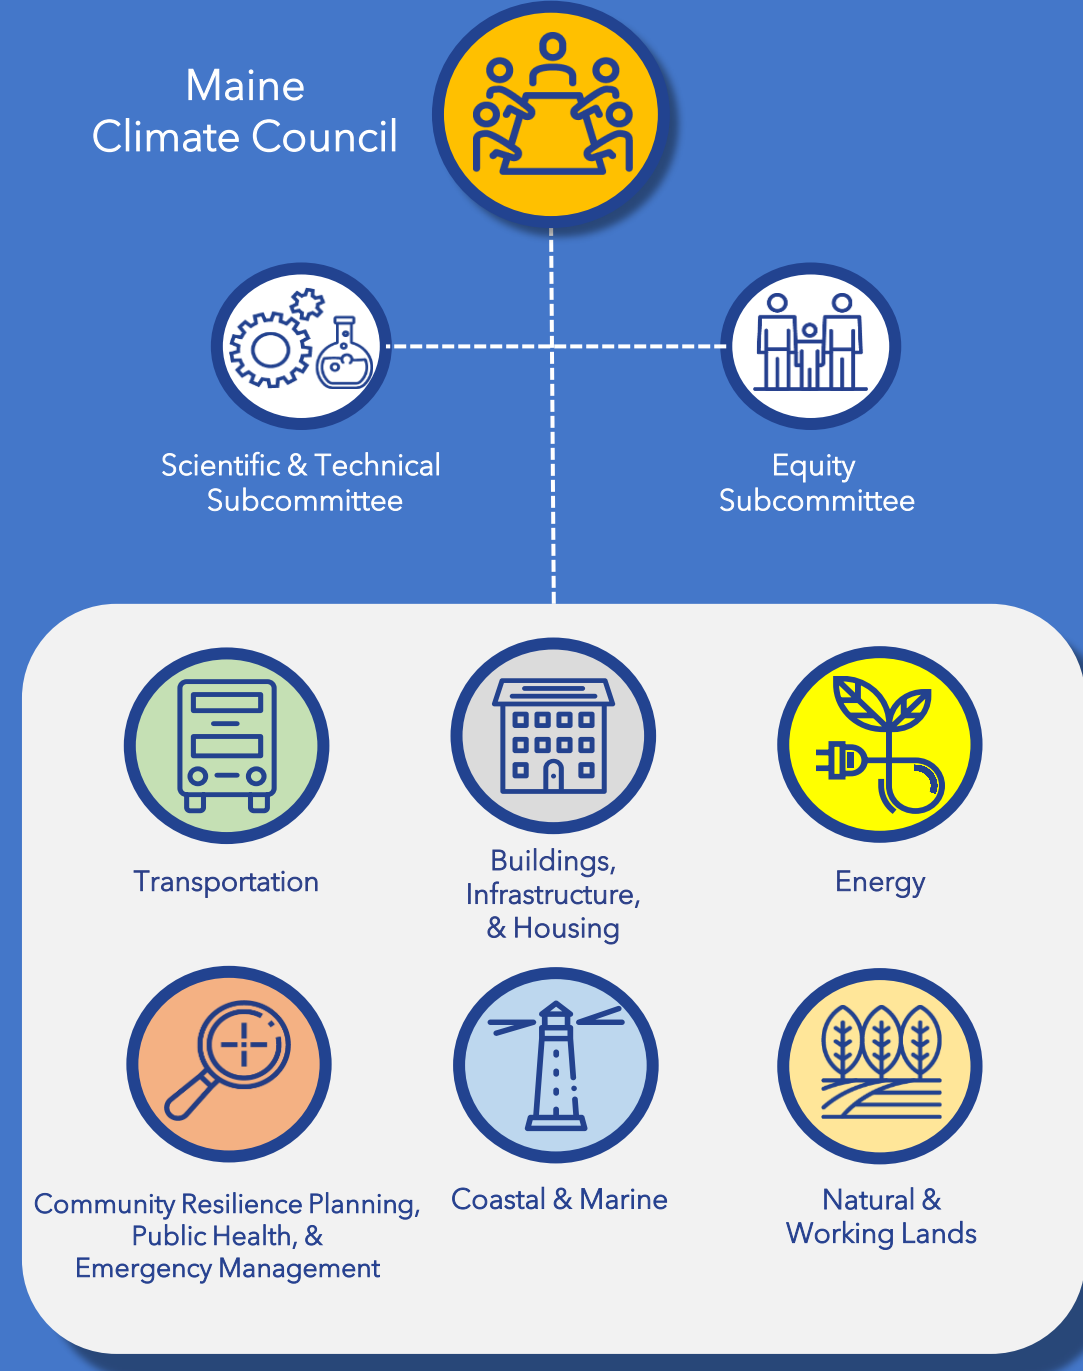 Maine
Climate Council
Scientific & Technical
Subcommittee
Equity
Subcommittee
Transportation
Buildings,
Infrastructure,
& Housing
Energy
Community Resilience Planning,
Public Health, &
Emergency Management
Coastal & Marine
Natural &
Working Lands